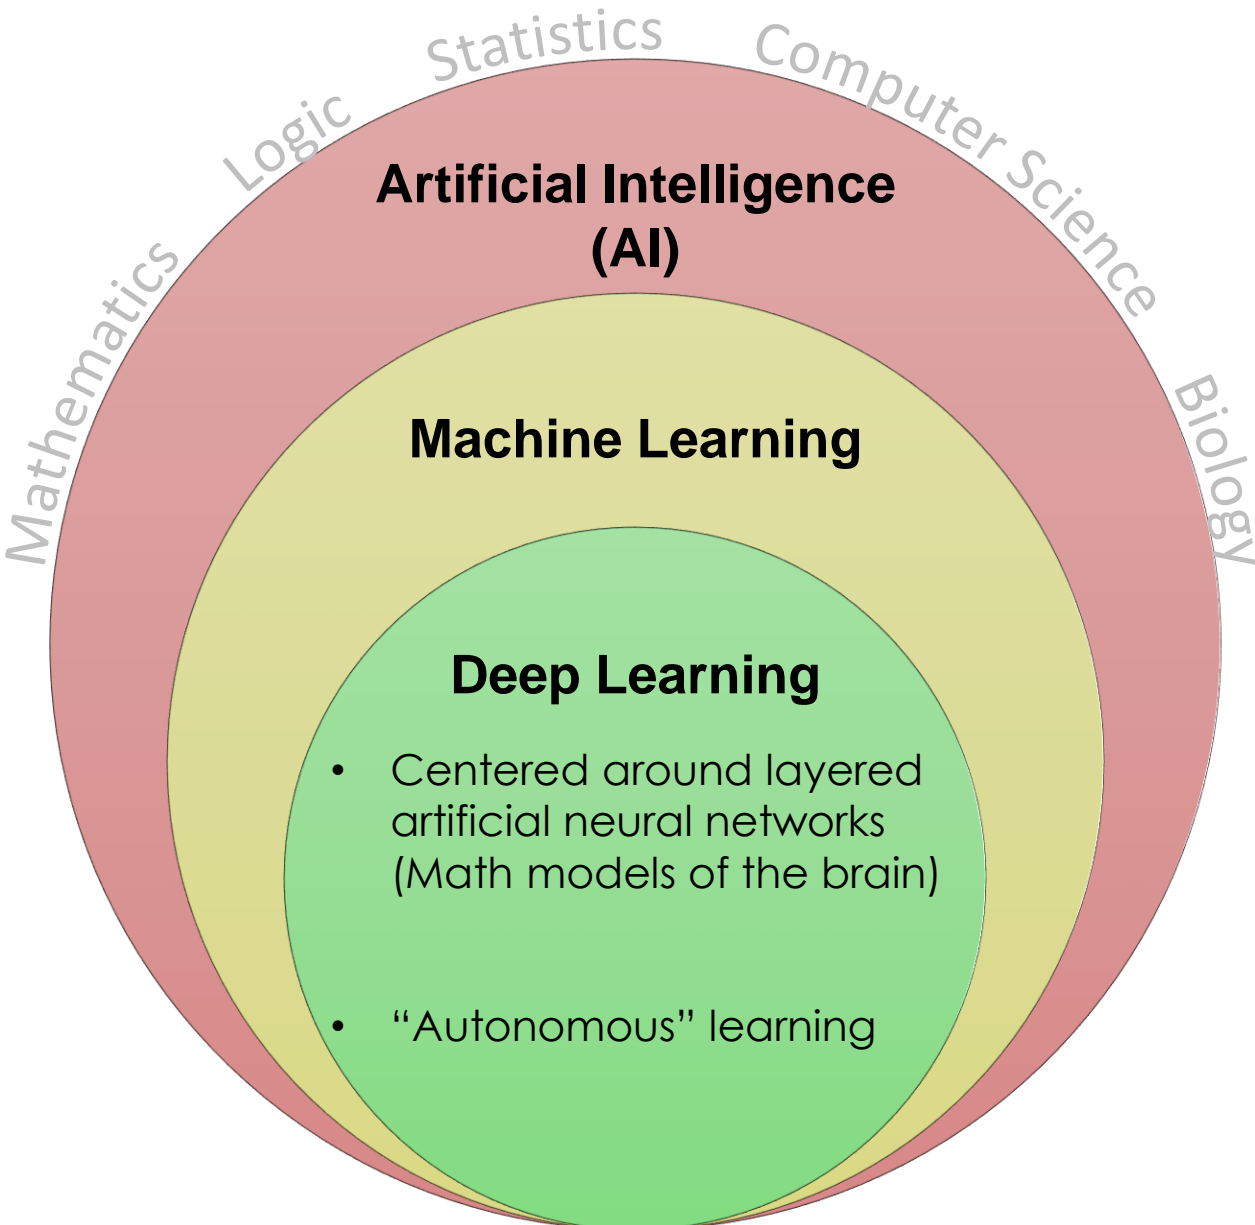 Mathematics
Logic
Statistics
Computer Science
Biology
Artificial Intelligence
(AI)
Machine Learning
Deep Learning
• Centered around layered
artificial neural networks
(Math models of the brain)
• “Autonomous” learning